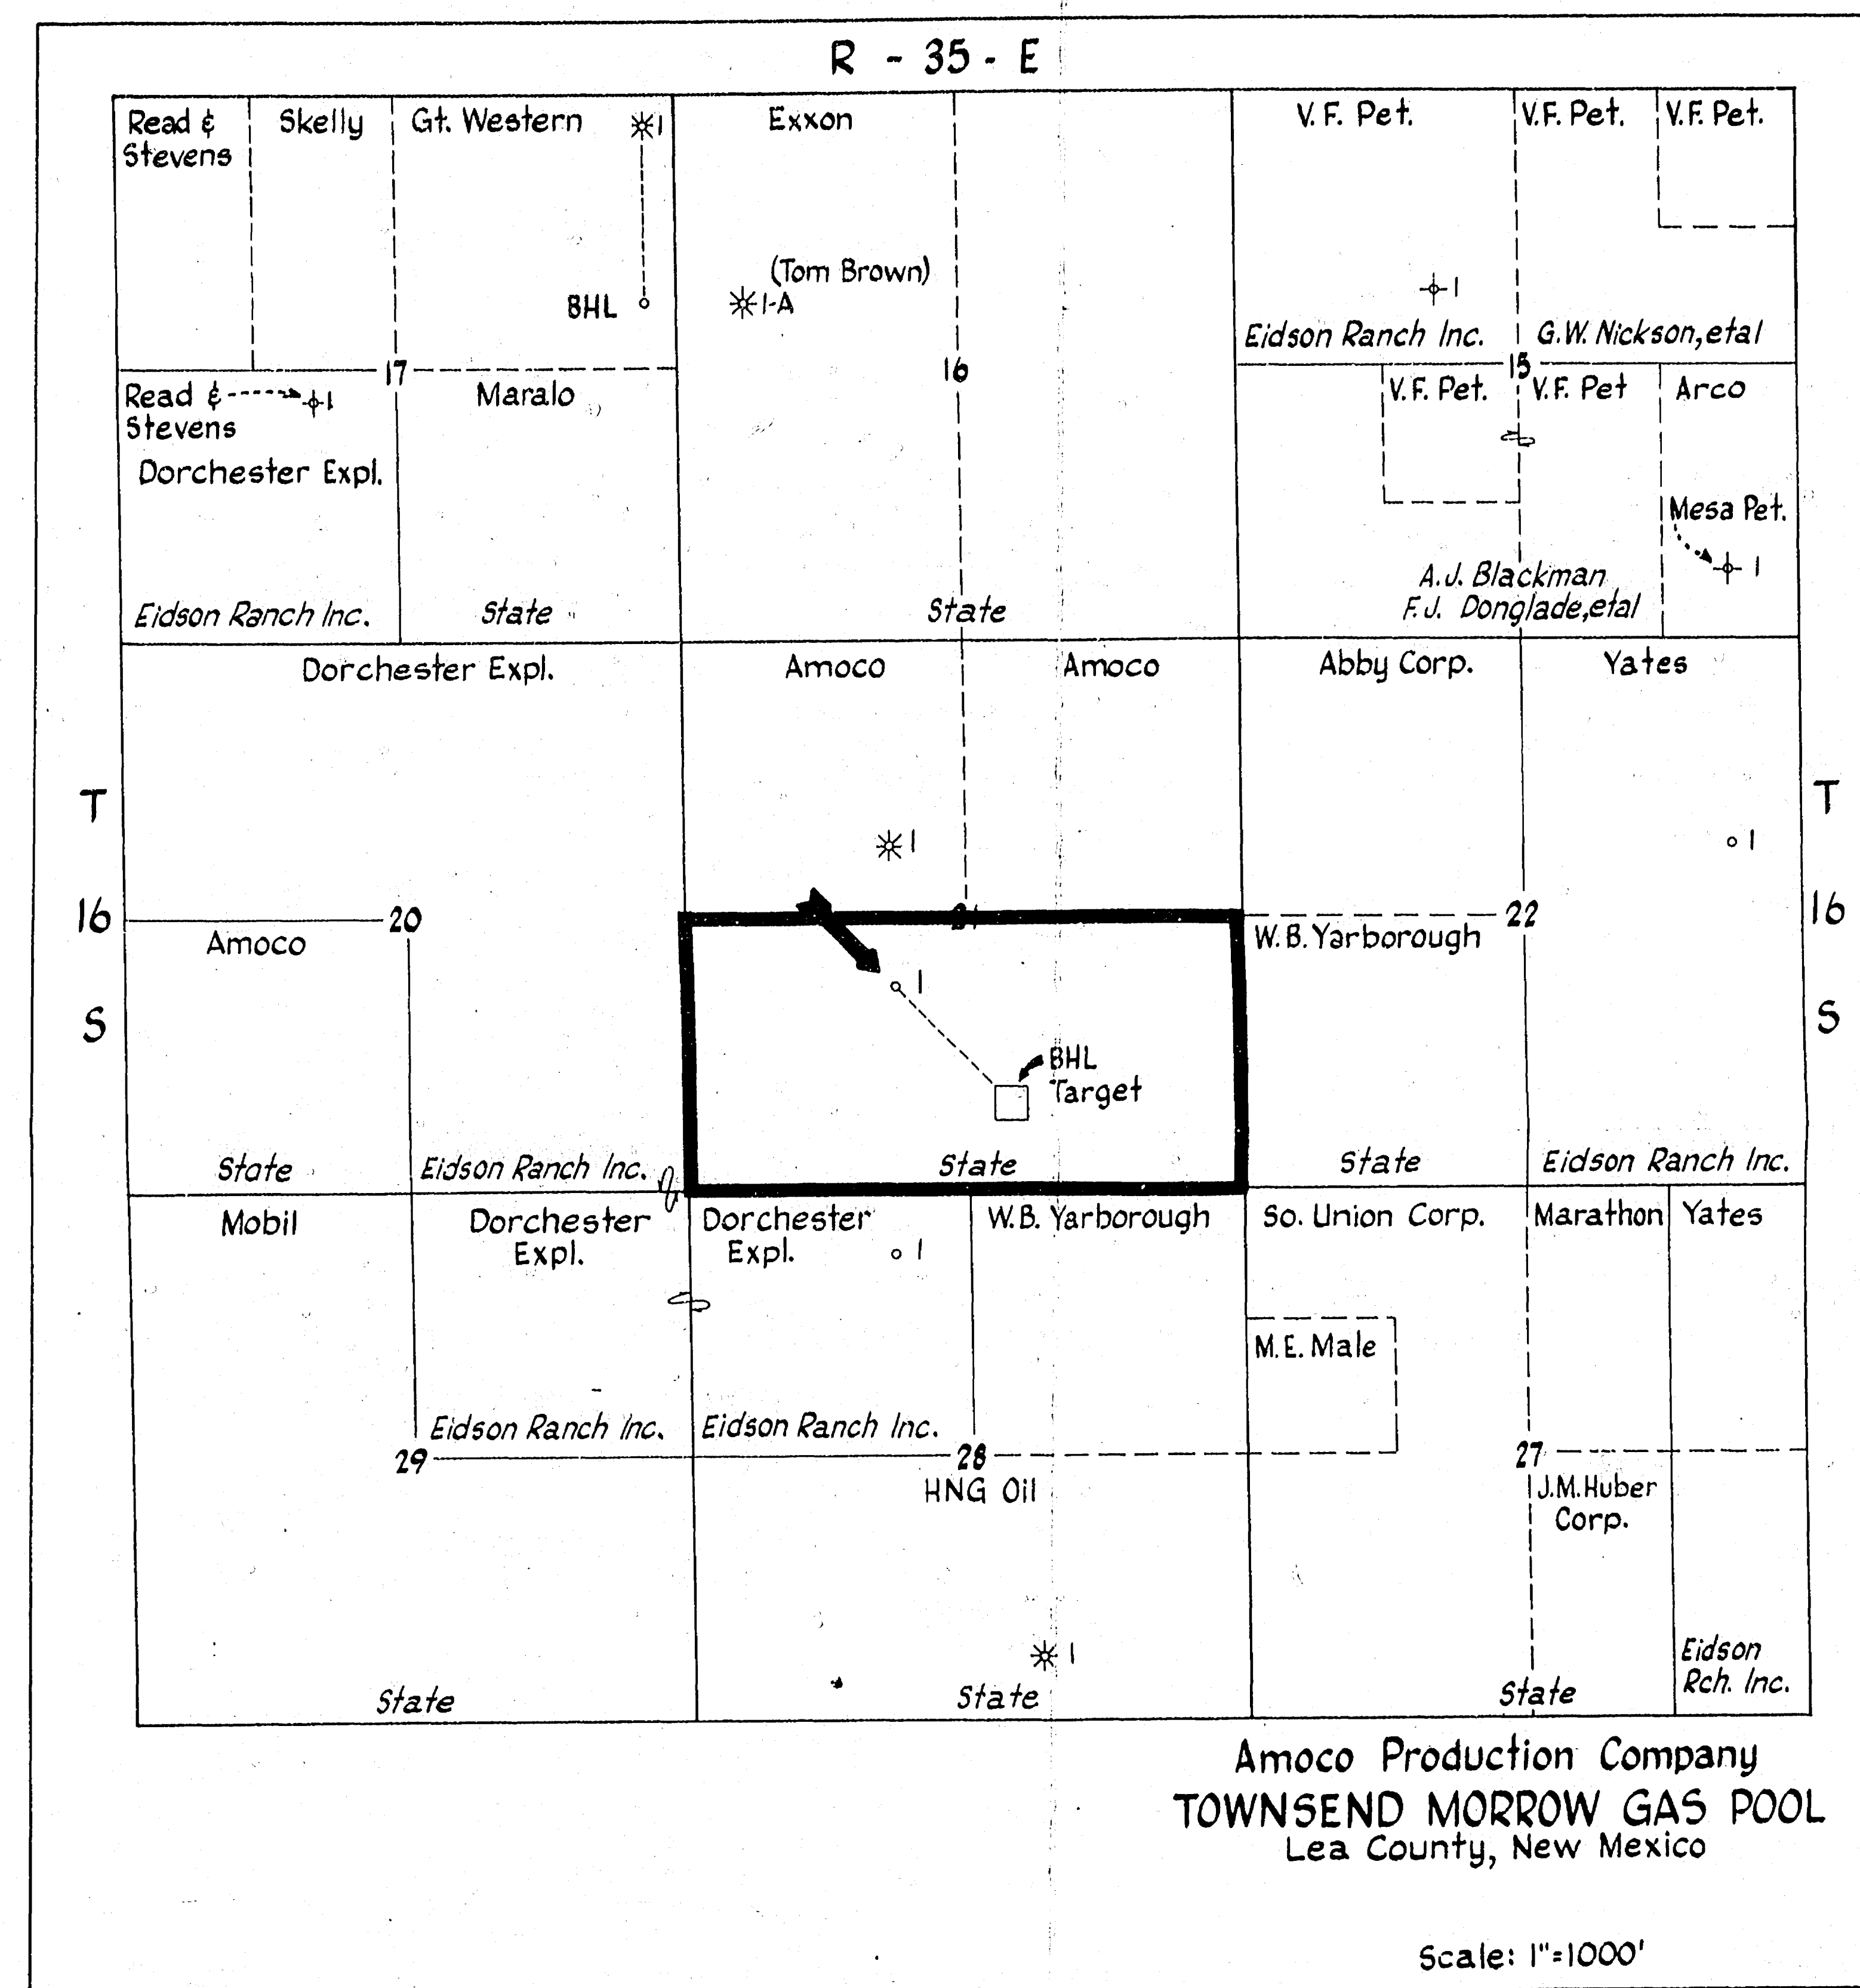 R - 35 - E
Read & Stevens
Skelly
Gt. Western
1
BHL
Exxon
(Tom Brown)
1-A
V. F. Pet.
V.F. Pet.
V.F. Pet.
1
Eidson Ranch Inc.
G.W. Nickson, etal
17
16
15
Read &
Stevens
1
Dorchester Expl.
Maralo
V.F. Pet.
V.F. Pet
Arco
Mesa Pet.
1
A.J. Blackman
F.J. Donglade, etal
Eidson Ranch Inc.
State
State
Dorchester Expl.
Amoco
Amoco
Abby Corp.
Yates
T
16
S
T
16
S
1
1
20
22
Amoco
W.B. Yarborough
1
BHL
Target
State
Eidson Ranch Inc.
State
State
Eidson Ranch Inc.
Mobil
Dorchester
Expl.
Dorchester
Expl.
1
W.B. Yarborough
So. Union Corp.
Marathon
Yates
M.E. Male
Eidson Ranch Inc.
Eidson Ranch Inc.
29
28
27
HNG Oil
J.M. Huber
Corp.
1
Eidson
Rch. Inc.
State
State
State
Amoco Production Company
TOWNSEND MORROW GAS POOL
Lea County, New Mexico
Scale: 1"=1000'